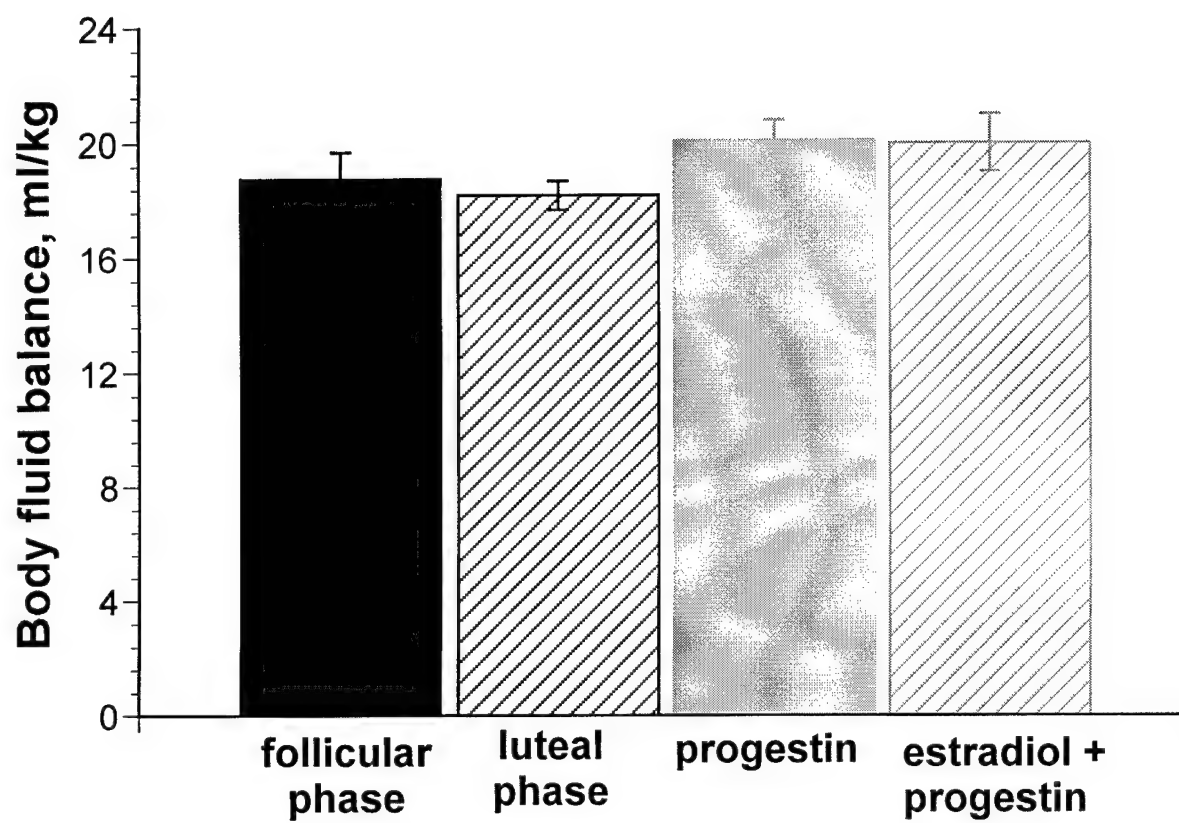 24
20
16
12
8
4
0
Body fluid balance, ml/kg
follicular
phase
luteal
phase
progestin
estradiol +
progestin